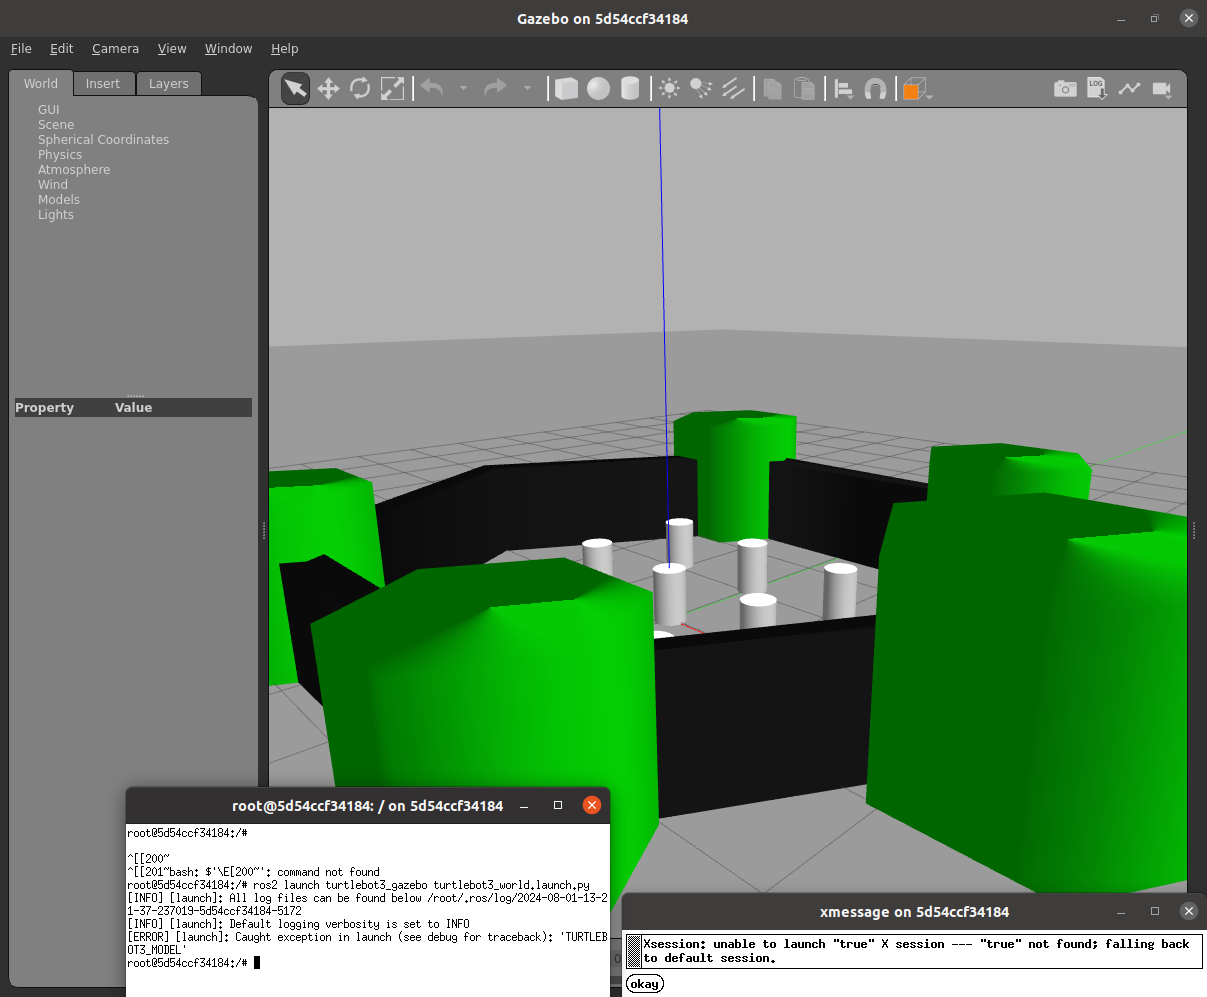 Gazebo on 5d54ccf34184
File Edit Camera View Window Help
World Insert Layers
LOG
GUI
Scene
Spherical Coordinates
Physics
Atmosphere
Wind
Models
Lights
Property Value
root@5d54ccf34184: / on 5d54ccf34184
root@5d54ccf34184:/#
^[[200~
^[[201~bash: $'\E[200~': command not found
root@5d54ccf34184:/# ros2 launch turtlebot3_gazebo turtlebot3_world.launch.py
[INFO] [launch]: All log files can be found below /root/.ros/log/2024-08-01-13-2
1-37-237019-5d54ccf34184-5172
[INFO] [launch]: Default logging verbosity is set to INFO
[ERROR] [launch]: Caught exception in launch (see debug for traceback): 'TURTLEB
OT3_MODEL'
root@5d54ccf34184:/#
xmessage on 5d54ccf34184
Xsession: unable to launch "true" X session --- "true" not found; falling back
to default session.
okay